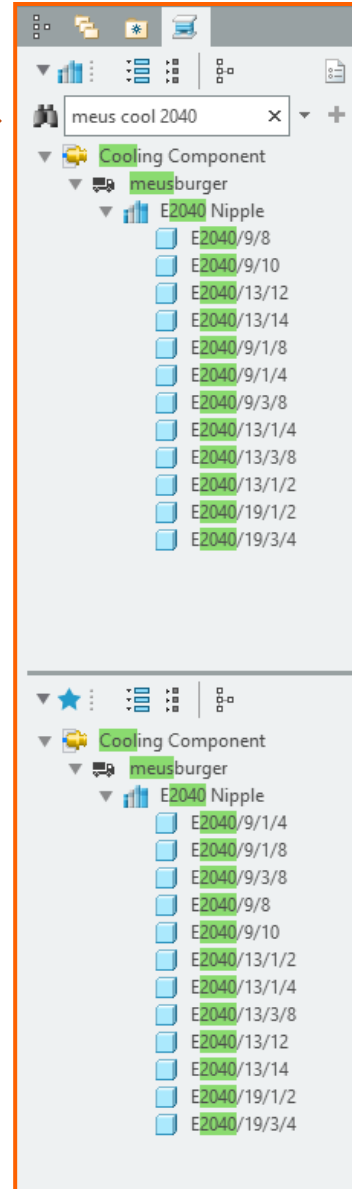 meus cool 2040
Cooling Component
meusburger
E2040 Nipple
E2040/9/8
E2040/9/10
E2040/13/12
E2040/13/14
E2040/9/1/8
E2040/9/1/4
E2040/9/3/8
E2040/13/1/4
E2040/13/3/8
E2040/13/1/2
E2040/19/1/2
E2040/19/3/4
Cooling Component
meusburger
E2040 Nipple
E2040/9/1/4
E2040/9/1/8
E2040/9/3/8
E2040/9/8
E2040/9/10
E2040/13/1/2
E2040/13/1/4
E2040/13/3/8
E2040/13/12
E2040/13/14
E2040/19/1/2
E2040/19/3/4